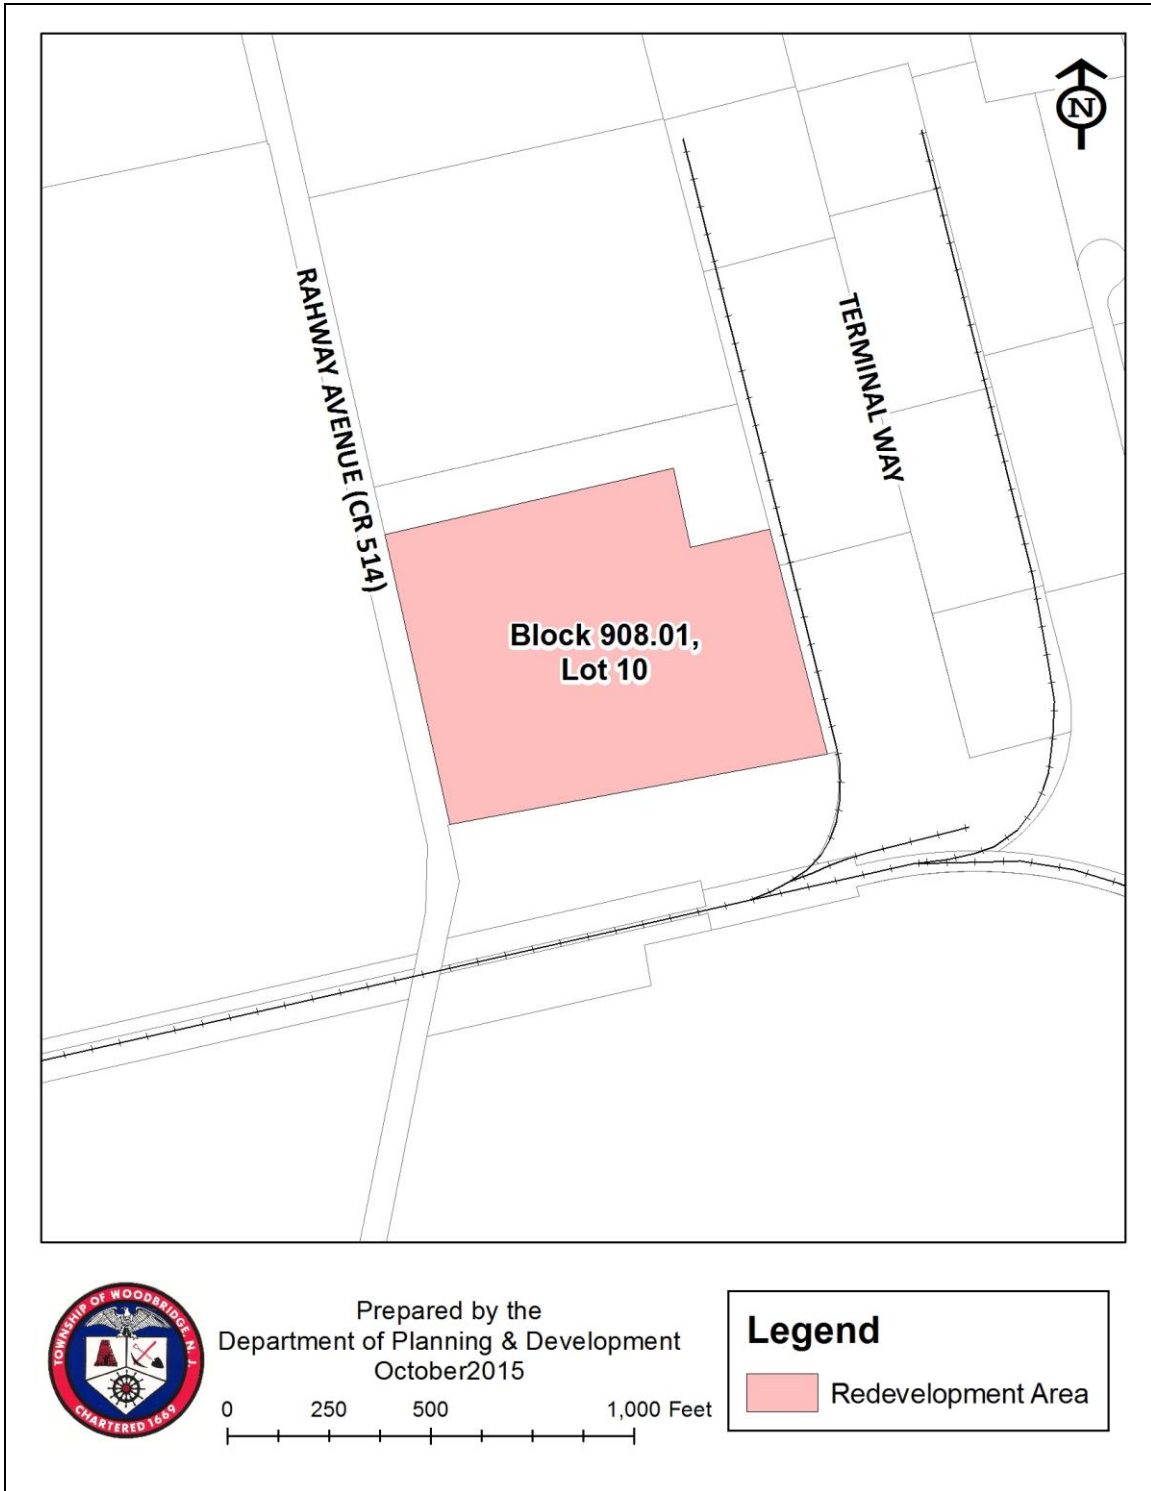 N
RAHWAY AVENUE (CR 514)
TERMINAL WAY
Block 908.01,
Lot 10
TOWNSHIP OF WOODBRIDGE, N. J.
CHARTERED 1669
Prepared by the
Department of Planning & Development
October2015
0 250 500 1,000 Feet
Legend
Redevelopment Area